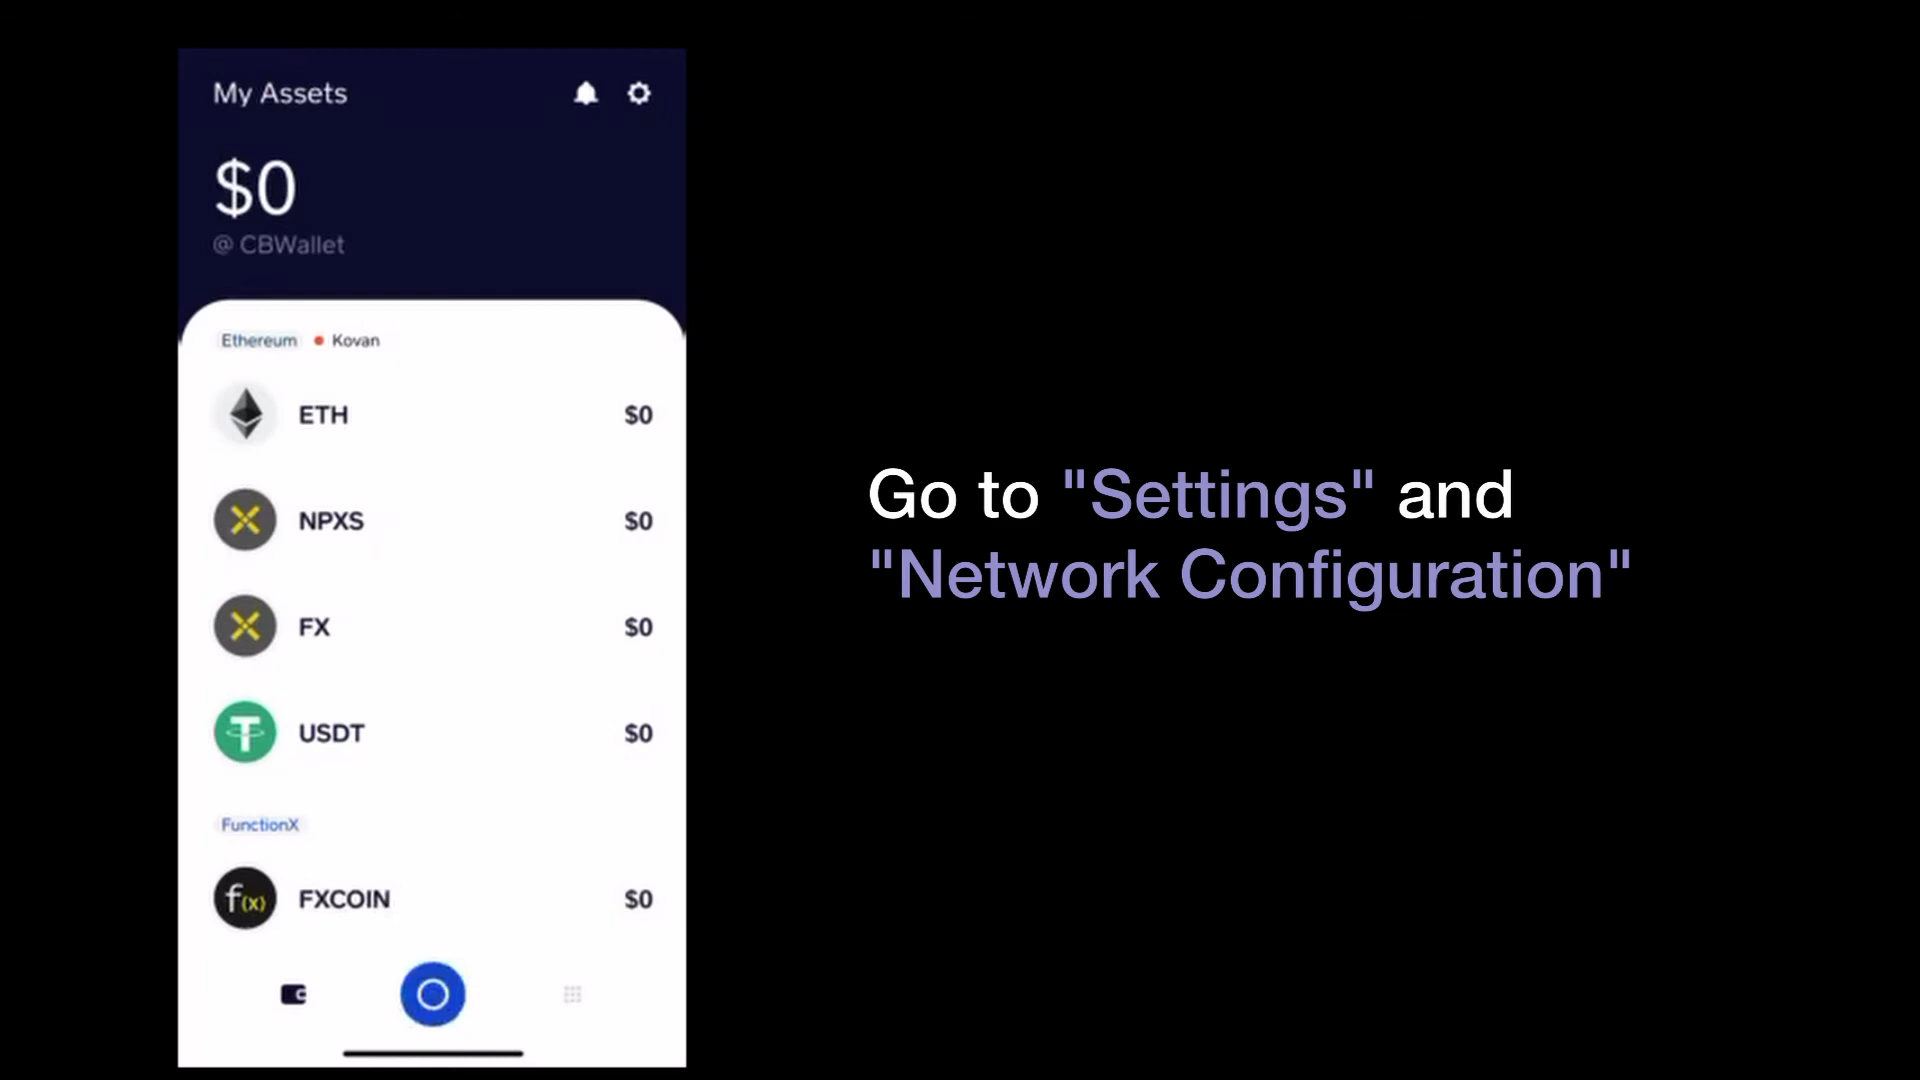 My Assets
$0
@ CBWallet
Ethereum Kovan
ETH $0
NPXS $0
FX $0
USDT $0
FunctionX
f(x) FXCOIN $0
Go to "Settings" and
"Network Configuration"